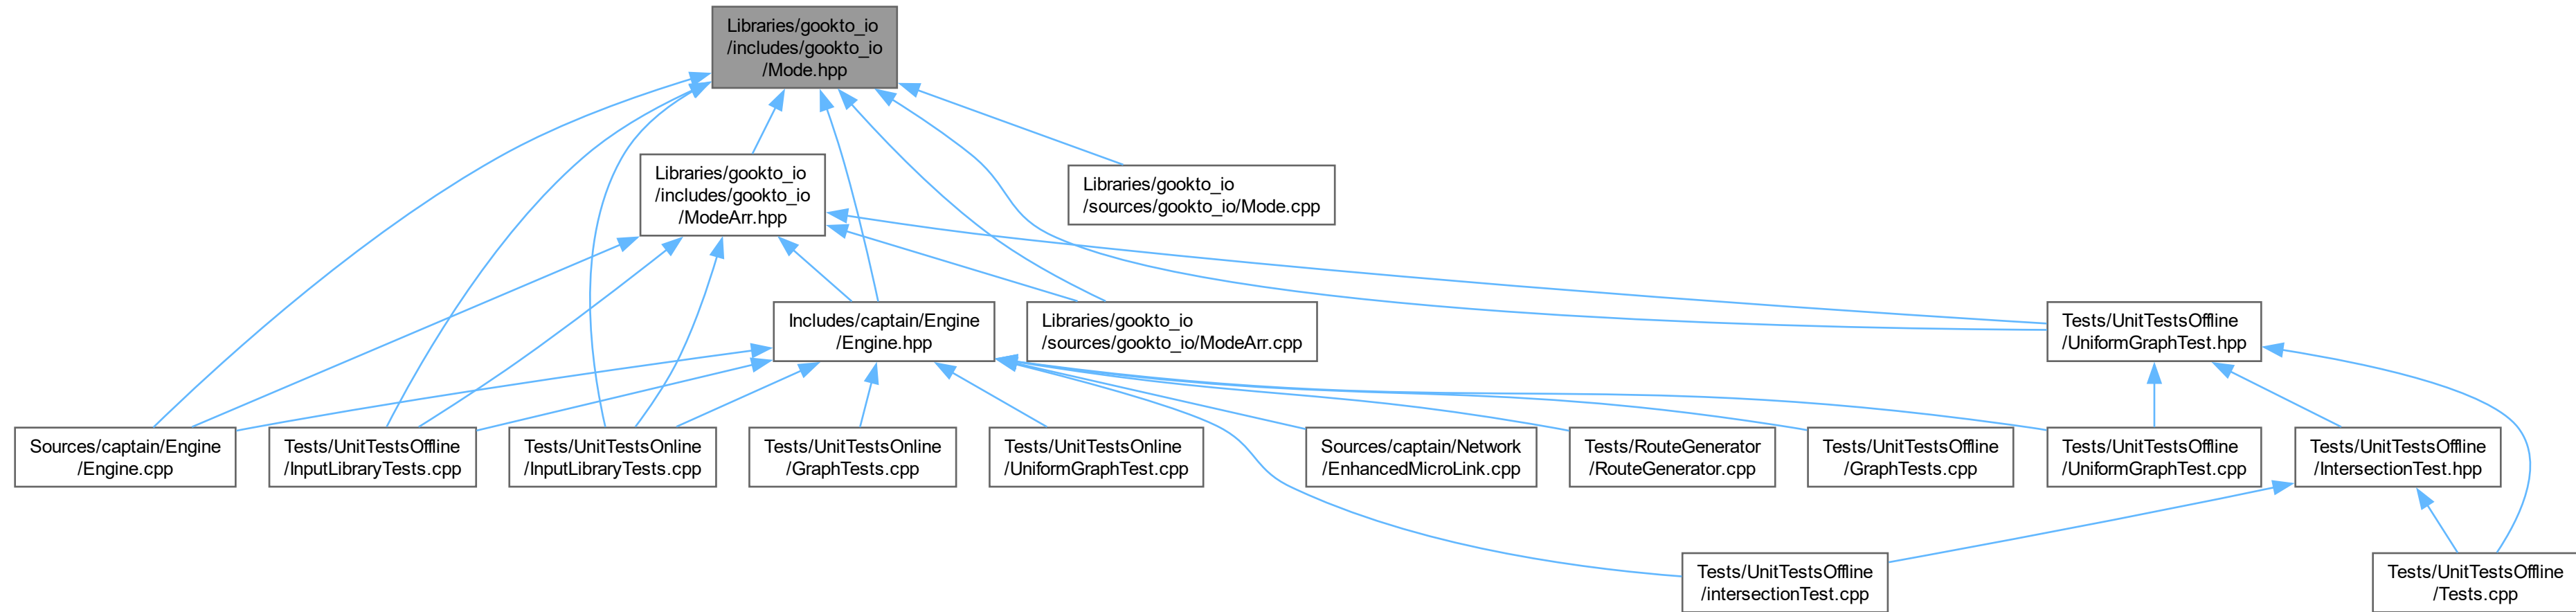 Libraries/gookto_io
/includes/gookto_io
/Mode.hpp
Libraries/gookto_io
/includes/gookto_io
/ModeArr.hpp
Libraries/gookto_io
/sources/gookto_io/Mode.cpp
Includes/captain/Engine
/Engine.hpp
Libraries/gookto_io
/sources/gookto_io/ModeArr.cpp
Tests/UnitTestsOffline
/UniformGraphTest.hpp
Sources/captain/Engine
/Engine.cpp
Tests/UnitTestsOffline
/InputLibraryTests.cpp
Tests/UnitTestsOnline
/InputLibraryTests.cpp
Tests/UnitTestsOnline
/GraphTests.cpp
Tests/UnitTestsOnline
/UniformGraphTest.cpp
Sources/captain/Network
/EnhancedMicroLink.cpp
Tests/RouteGenerator
/RouteGenerator.cpp
Tests/UnitTestsOffline
/GraphTests.cpp
Tests/UnitTestsOffline
/UniformGraphTest.cpp
Tests/UnitTestsOffline
/IntersectionTest.hpp
Tests/UnitTestsOffline
/intersectionTest.cpp
Tests/UnitTestsOffline
/Tests.cpp